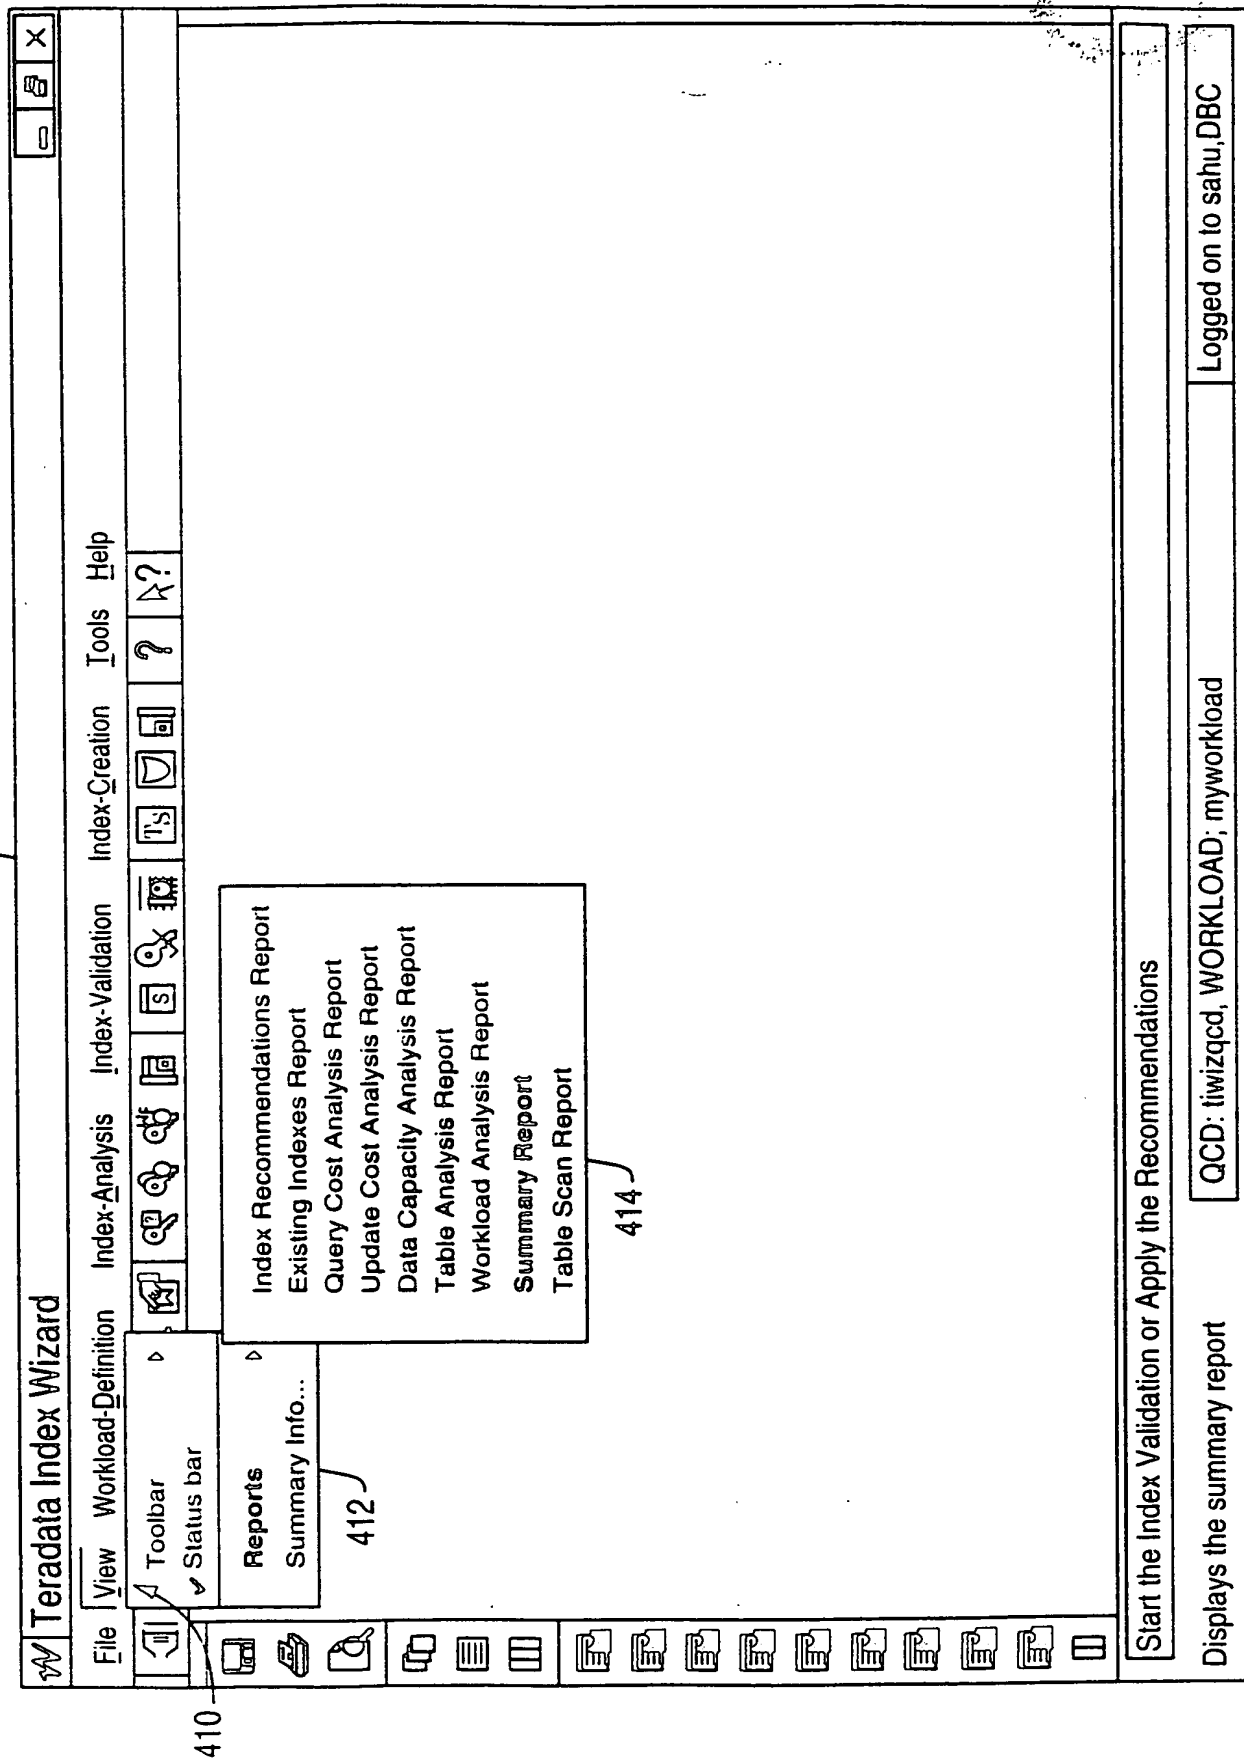 Teradata Index Wizard
File View Workload-Definition Index-Analysis Index-Validation Index-Creation Tools Help
S TS ? ?
410
Toolbar
✓ Status bar
Reports
Summary Info...
412
Index Recommendations Report
Existing Indexes Report
Query Cost Analysis Report
Update Cost Analysis Report
Data Capacity Analysis Report
Table Analysis Report
Workload Analysis Report
Summary Report
Table Scan Report
414
Start the Index Validation or Apply the Recommendations
Displays the summary report
QCD: tiwizqcd, WORKLOAD; myworkload
Logged on to sahu,DBC